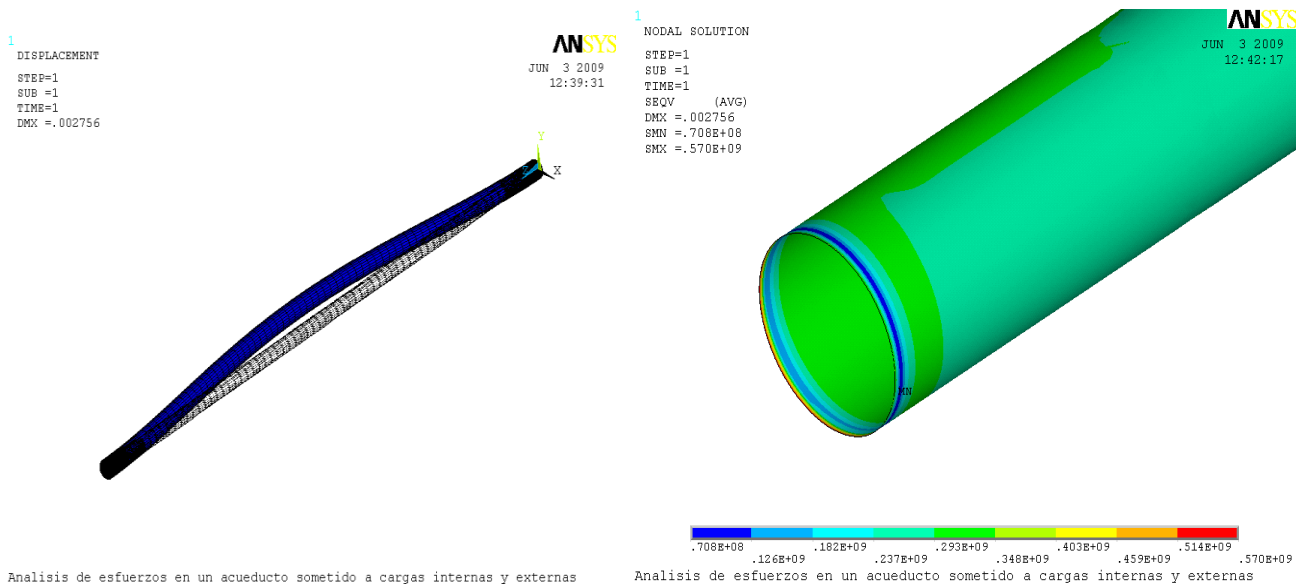 1
DISPLACEMENT
STEP=1
SUB =1
TIME=1
DMX =.002756
ANSYS
JUN 3 2009
12:39:31
Y
Z
X
Analisis de esfuerzos en un acueducto sometido a cargas internas y externas
1
NODAL SOLUTION
STEP=1
SUB =1
TIME=1
SEQV (AVG)
DMX =.002756
SMN =.708E+08
SMX =.570E+09
ANSYS
JUN 3 2009
12:42:17
MN
.708E+08 .182E+09 .293E+09 .403E+09 .514E+09
.126E+09 .237E+09 .348E+09 .459E+09 .570E+09
Analisis de esfuerzos en un acueducto sometido a cargas internas y externas